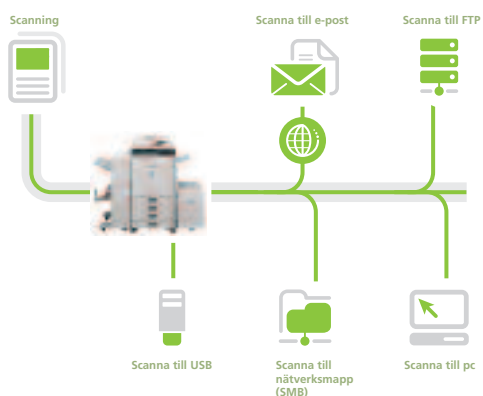 Scanning
Scanna till e-post
Scanna till FTP
Scanna till USB
Scanna till
nätverksmapp
(SMB)
Scanna till pc